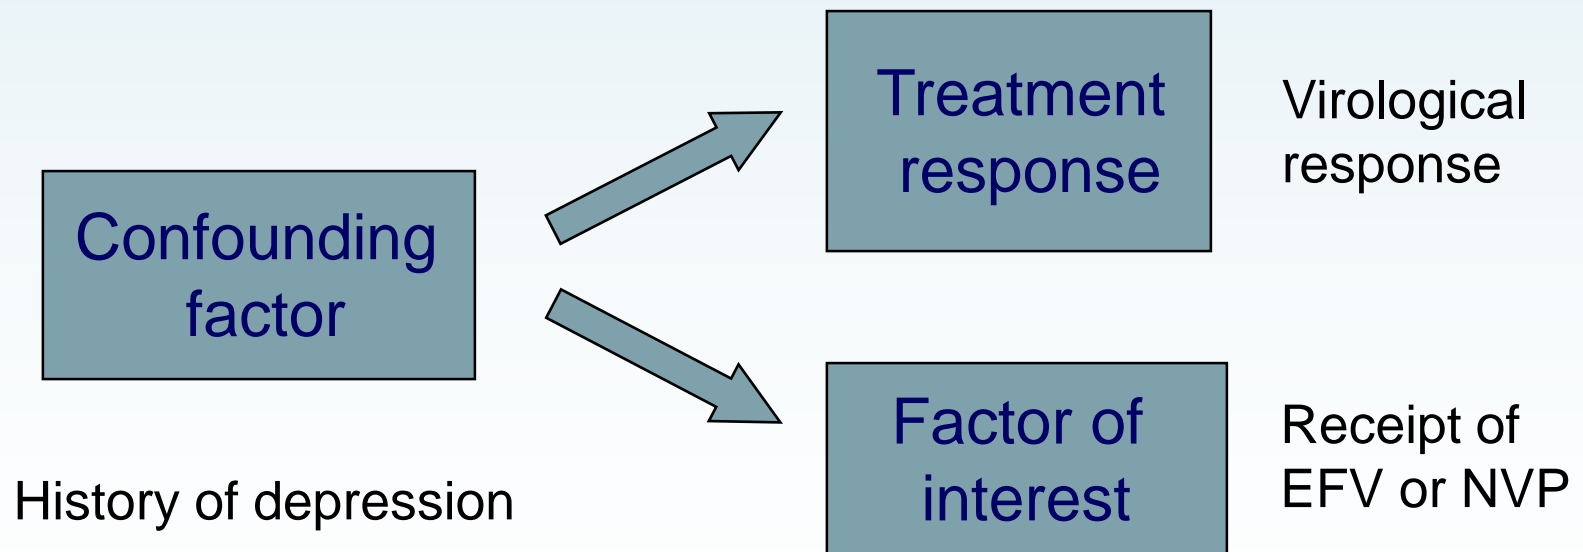 Treatment
response
Virological
response
Confounding
factor
History of depression
Factor of
interest
Receipt of
EFV or NVP